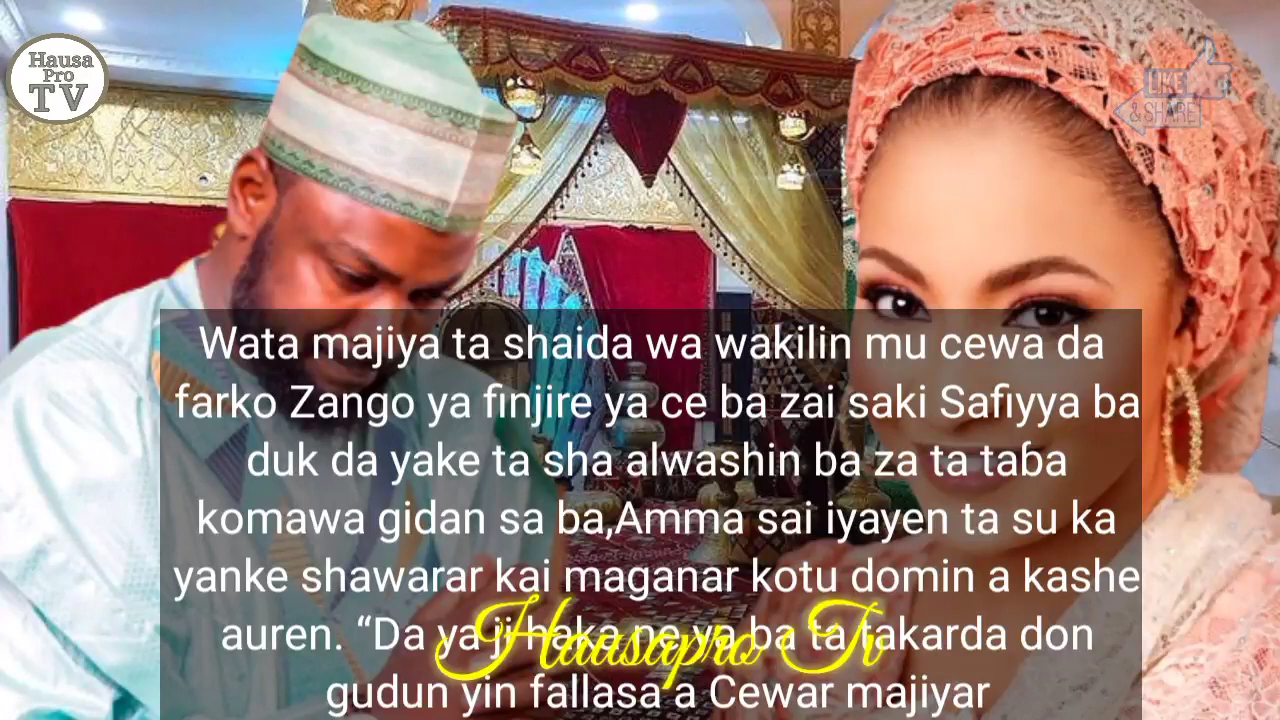 Hausa
Pro
TV
LIKE
& SHARE
Wata majiya ta shaida wa wakilin mu cewa da
farko Zango ya finjire ya ce ba zai saki Safiyya ba
duk da yake ta sha alwashin ba za ta taɓa
komawa gidan sa ba,Amma sai iyayen ta su ka
yanke shawarar kai maganar kotu domin a kashe
auren. “Da ya ji haka ne ya ba ta takarda don
Hausapro Tv
gudun yin fallasa a Cewar majiyar